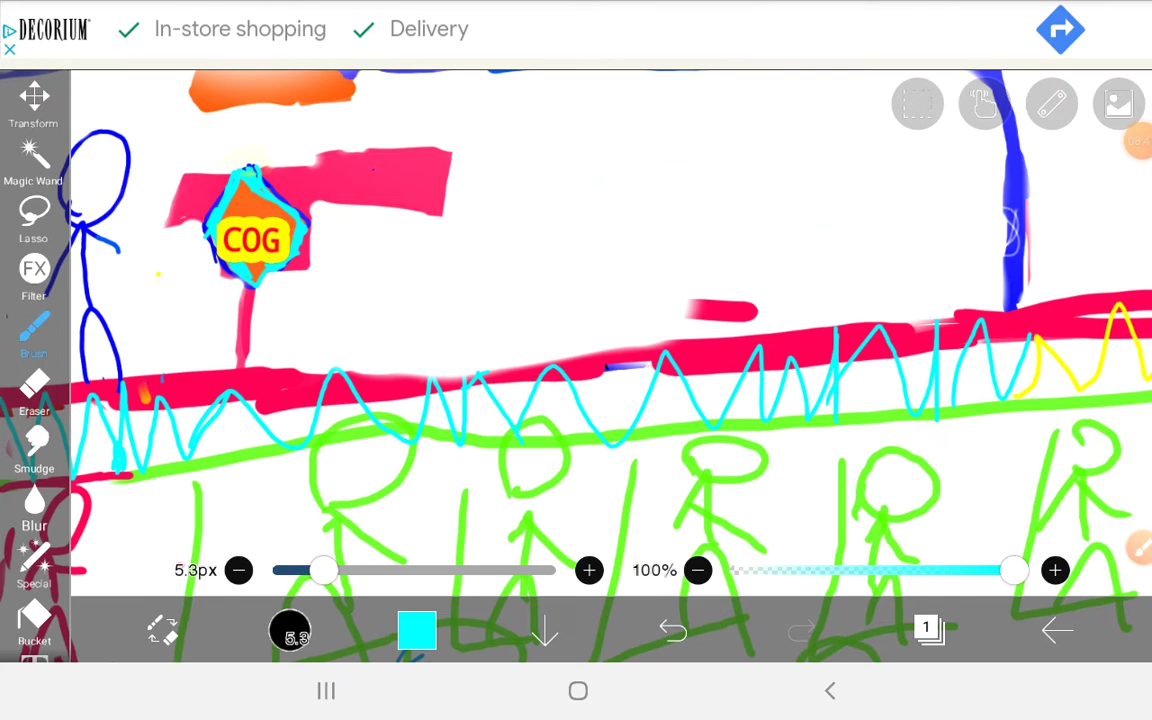 DECORIUM
In-store shopping
Delivery
Transform
Magic Wand
Lasso
FX
Filter
Brush
Eraser
Smudge
Blur
Special
Bucket
COG
5.3px
100%
5.3
1